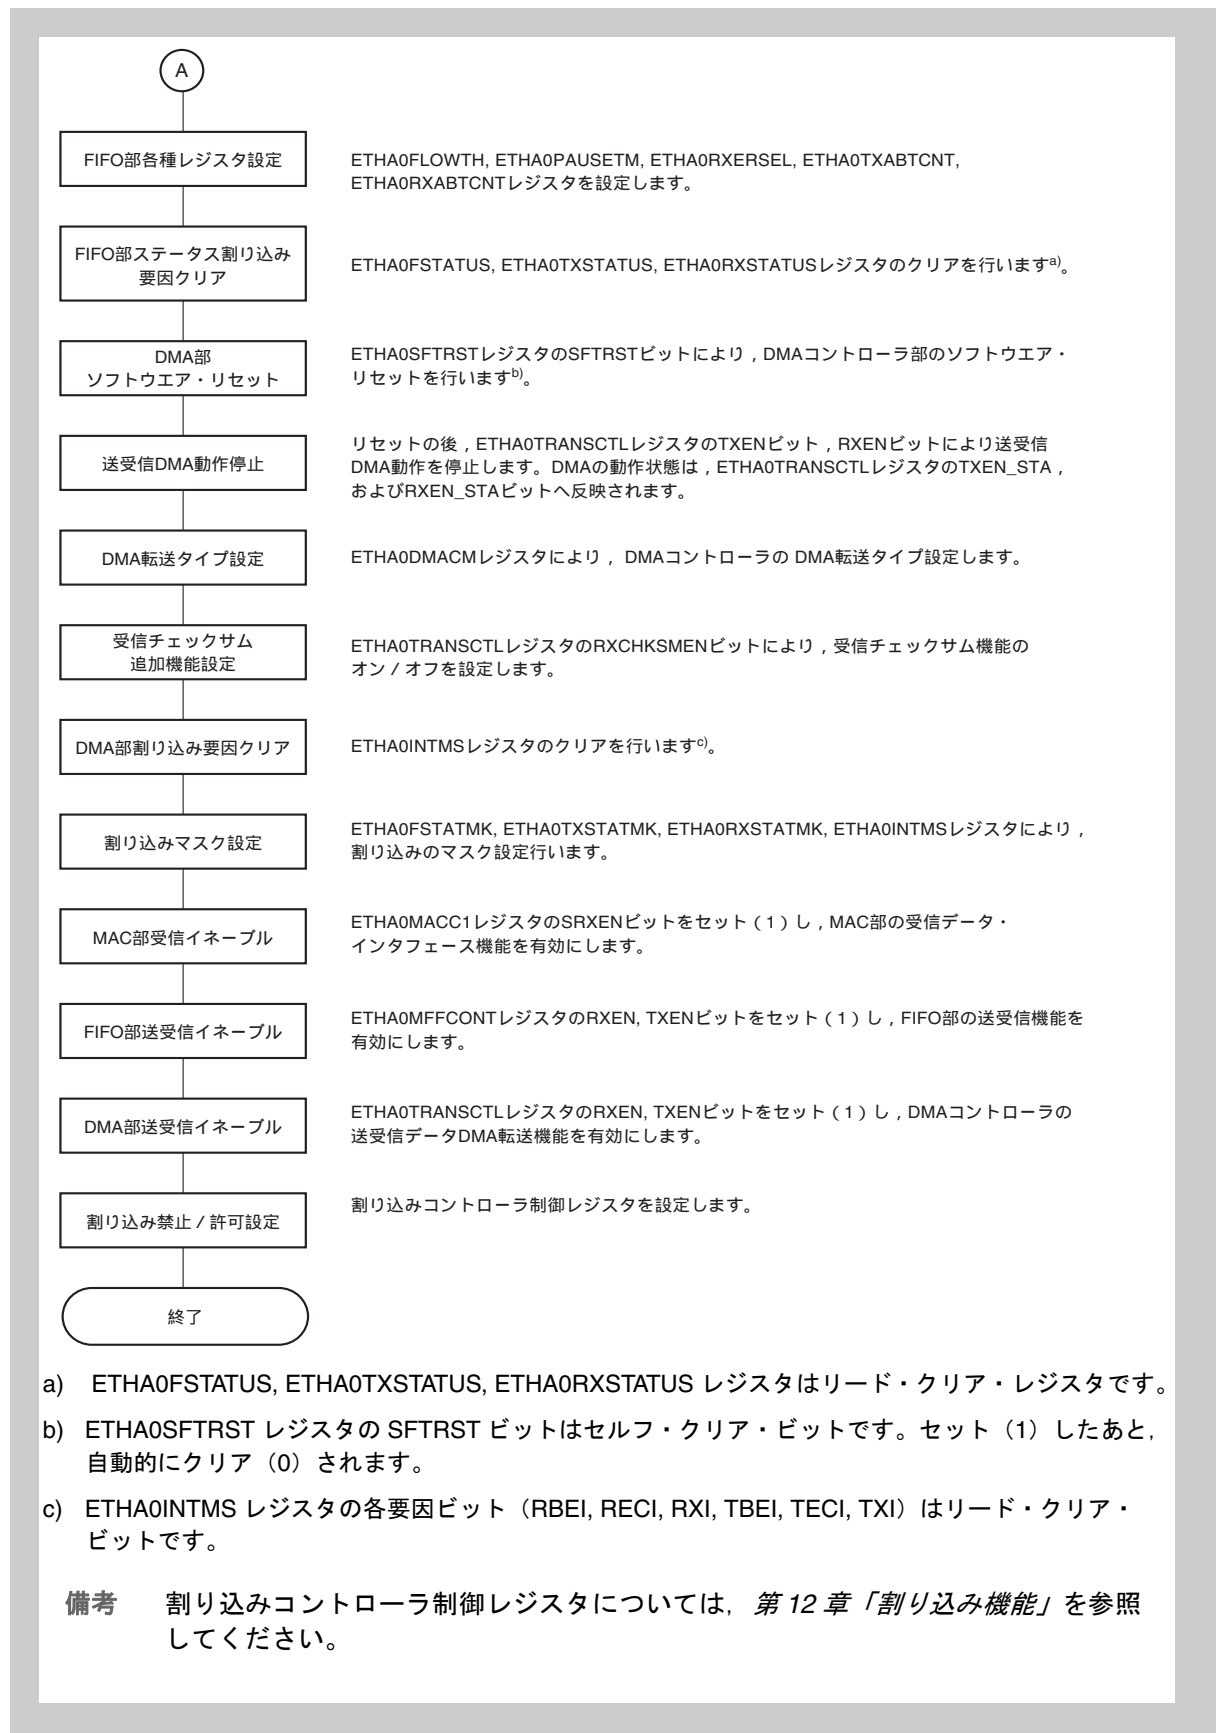 A
FIFO部各種レジスタ設定
ETHA0FLOWTH, ETHA0PAUSETM, ETHA0RXERSEL, ETHA0TXABTCNT,
ETHA0RXABTCNTレジスタを設定します。
FIFO部ステータス割り込み
要因クリア
ETHA0FSTATUS, ETHA0TXSTATUS, ETHA0RXSTATUSレジスタのクリアを行いますa)。
DMA部
ソフトウエア・リセット
ETHA0SFTRSTレジスタのSFTRSTビットにより，DMAコントローラ部のソフトウエア・
リセットを行いますb)。
送受信DMA動作停止
リセットの後，ETHA0TRANSCTLレジスタのTXENビット，RXENビットにより送受信
DMA動作を停止します。DMAの動作状態は，ETHA0TRANSCTLレジスタのTXEN_STA，
およびRXEN_STAビットへ反映されます。
DMA転送タイプ設定
ETHA0DMACMレジスタにより， DMAコントローラの DMA転送タイプ設定します。
受信チェックサム
追加機能設定
ETHA0TRANSCTLレジスタのRXCHKSMENビットにより，受信チェックサム機能の
オン／オフを設定します。
DMA部割り込み要因クリア
ETHA0INTMSレジスタのクリアを行いますc)。
割り込みマスク設定
ETHA0FSTATMK, ETHA0TXSTATMK, ETHA0RXSTATMK, ETHA0INTMSレジスタにより，
割り込みのマスク設定行います。
MAC部受信イネーブル
ETHA0MACC1レジスタのSRXENビットをセット（1）し，MAC部の受信データ・
インタフェース機能を有効にします。
FIFO部送受信イネーブル
ETHA0MFFCONTレジスタのRXEN, TXENビットをセット（1）し，FIFO部の送受信機能を
有効にします。
DMA部送受信イネーブル
ETHA0TRANSCTLレジスタのRXEN, TXENビットをセット（1）し，DMAコントローラの
送受信データDMA転送機能を有効にします。
割り込み禁止／許可設定
割り込みコントローラ制御レジスタを設定します。
終了
a) ETHA0FSTATUS, ETHA0TXSTATUS, ETHA0RXSTATUS レジスタはリード・クリア・レジスタです。
b) ETHA0SFTRST レジスタの SFTRST ビットはセルフ・クリア・ビットです。セット（1）したあと，
自動的にクリア（0）されます。
c) ETHA0INTMS レジスタの各要因ビット（RBEI, RECI, RXI, TBEI, TECI, TXI）はリード・クリア・
ビットです。
備考 割り込みコントローラ制御レジスタについては，第 12 章「割り込み機能」を参照
してください。